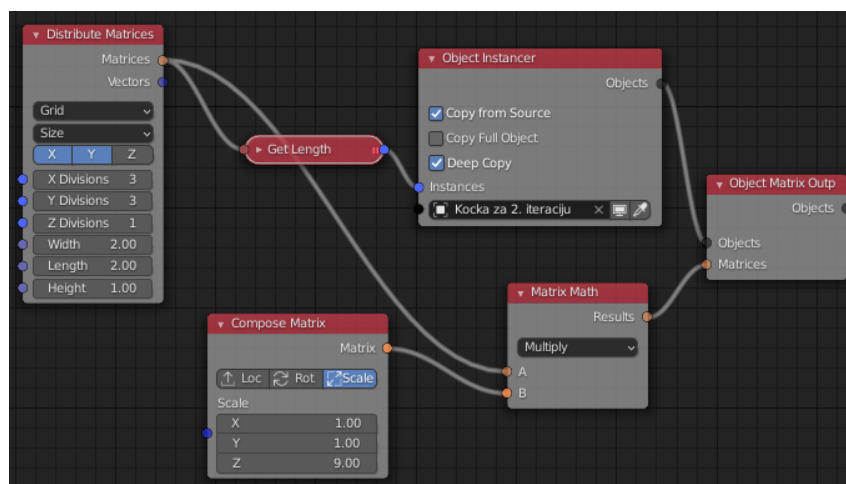 Distribute Matrices
Matrices
Vectors
Grid
Size
X Y Z
X Divisions 3
Y Divisions 3
Z Divisions 1
Width 2.00
Length 2.00
Height 1.00
Get Length
Object Instancer
Objects
Copy from Source
Copy Full Object
Deep Copy
Instances
Kocka za 2. iteraciju
Object Matrix Outp
Objects
Objects
Matrices
Compose Matrix
Matrix
Loc Rot Scale
Scale
X 1.00
Y 1.00
Z 9.00
Matrix Math
Results
Multiply
A
B